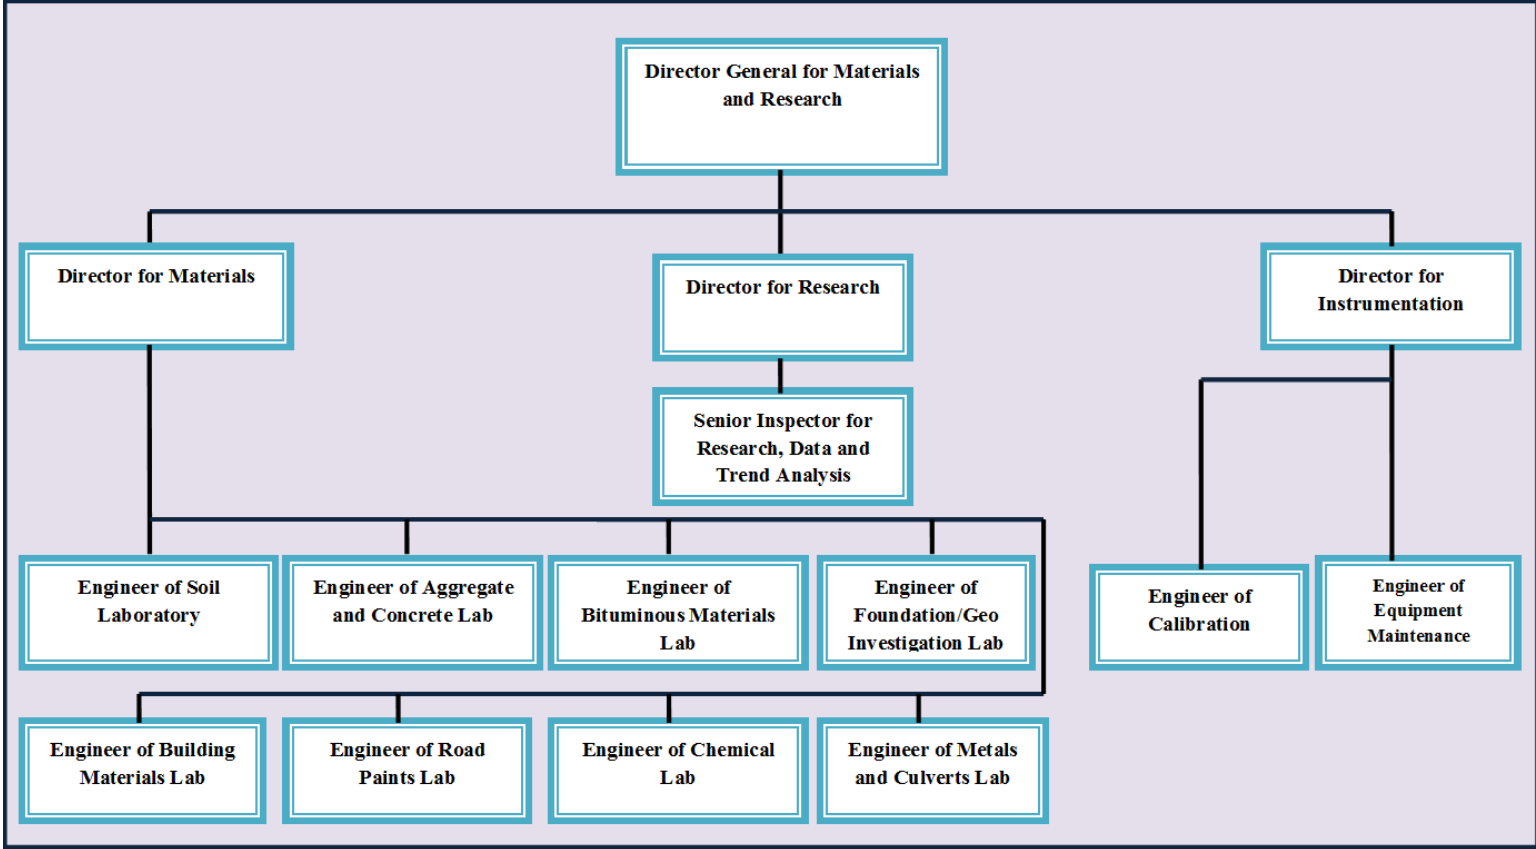 Director General for Materials
and Research
Director for Materials
Director for Research
Director for
Instrumentation
Senior Inspector for
Research, Data and
Trend Analysis
Engineer of Soil
Laboratory
Engineer of Aggregate
and Concrete Lab
Engineer of
Bituminous Materials
Lab
Engineer of
Foundation/Geo
Investigation Lab
Engineer of
Calibration
Engineer of
Equipment
Maintenance
Engineer of Building
Materials Lab
Engineer of Road
Paints Lab
Engineer of Chemical
Lab
Engineer of Metals
and Culverts Lab